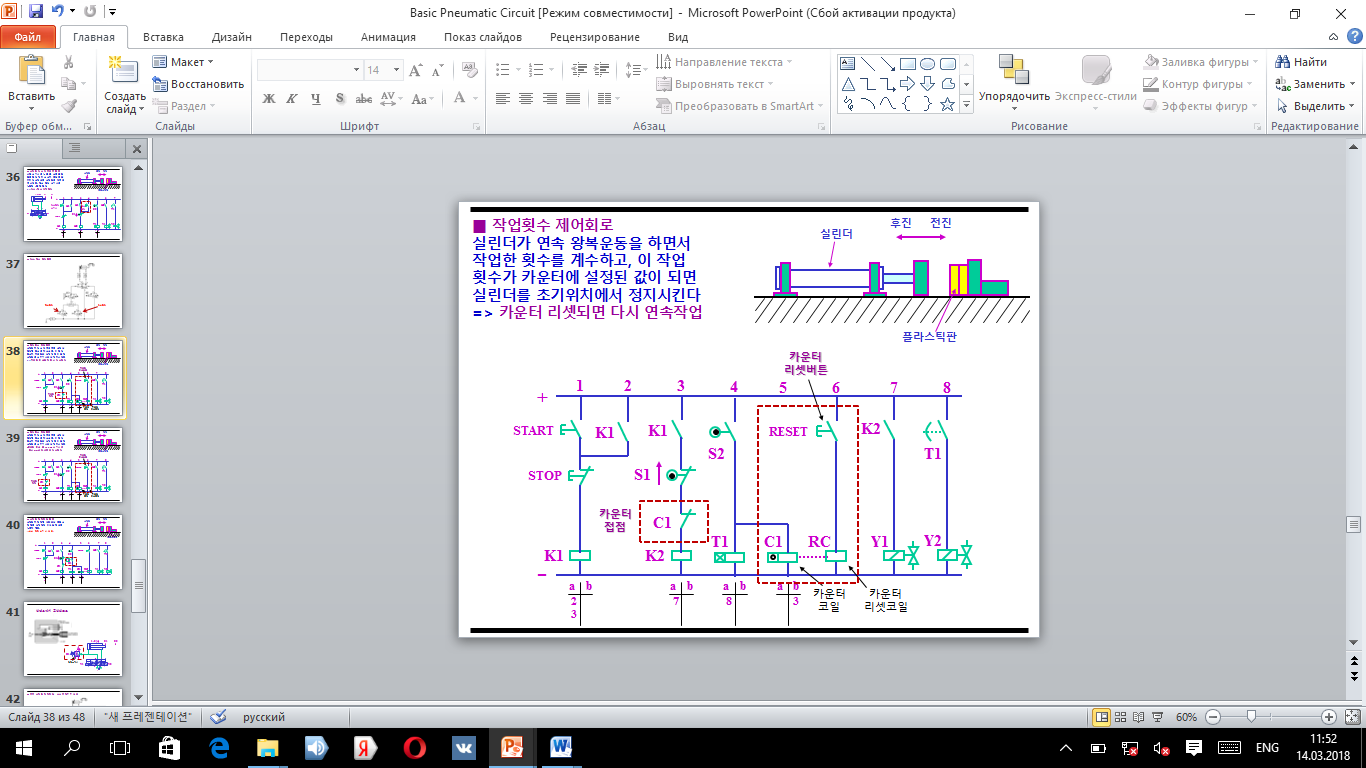 Basic Pneumatic Circuit [Режим совместимости] - Microsoft PowerPoint (Сбой активации продукта)
Файл Главная Вставка Дизайн Переходы Анимация Показ слайдов Рецензирование Вид
Вставить
Буфер обм...
Создать слайд
Макет
Восстановить
Раздел
Слайды
14
Ж К Ч S abc AV Aa A
Шрифт
Направление текста
Выровнять текст
Преобразовать в SmartArt
Абзац
Упорядочить
Экспресс-стили
Заливка фигуры
Контур фигуры
Эффекты фигур
Рисование
Найти
Заменить
Выделить
Редактирование
36
37
38
39
40
41
42
■ 작업횟수 제어회로
실린더가 연속 왕복운동을 하면서
작업한 횟수를 계수하고, 이 작업
횟수가 카운터에 설정된 값이 되면
실린더를 초기위치에서 정지시킨다
=> 카운터 리셋되면 다시 연속작업
후진 전진
실린더
플라스틱판
카운터
리셋버튼
1 2 3 4 5 6 7 8
+
START K1 K1 S2 RESET K2 T1
STOP S1
카운터
접점
C1
K1 K2 T1 C1 RC Y1 Y2
–
a b a b a b a b
2 7 8 3
3
카운터
코일
카운터
리셋코일
Слайд 38 из 48 "새 프레젠테이션" русский 60%
ENG
11:52
14.03.2018